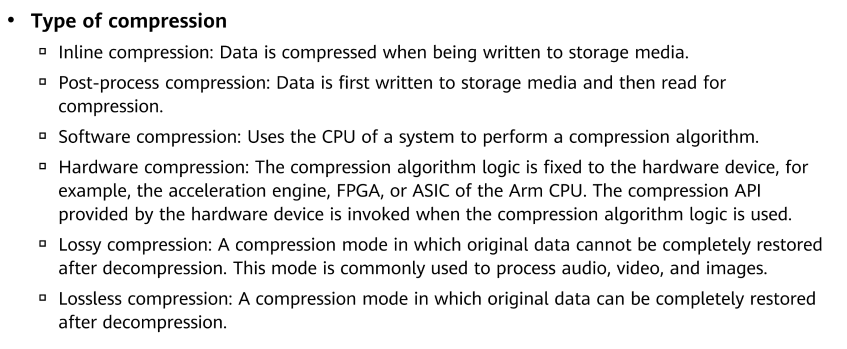 • Type of compression
▫ Inline compression: Data is compressed when being written to storage media.
▫ Post-process compression: Data is first written to storage media and then read for
compression.
▫ Software compression: Uses the CPU of a system to perform a compression algorithm.
▫ Hardware compression: The compression algorithm logic is fixed to the hardware device, for
example, the acceleration engine, FPGA, or ASIC of the Arm CPU. The compression API
provided by the hardware device is invoked when the compression algorithm logic is used.
▫ Lossy compression: A compression mode in which original data cannot be completely restored
after decompression. This mode is commonly used to process audio, video, and images.
▫ Lossless compression: A compression mode in which original data can be completely restored
after decompression.